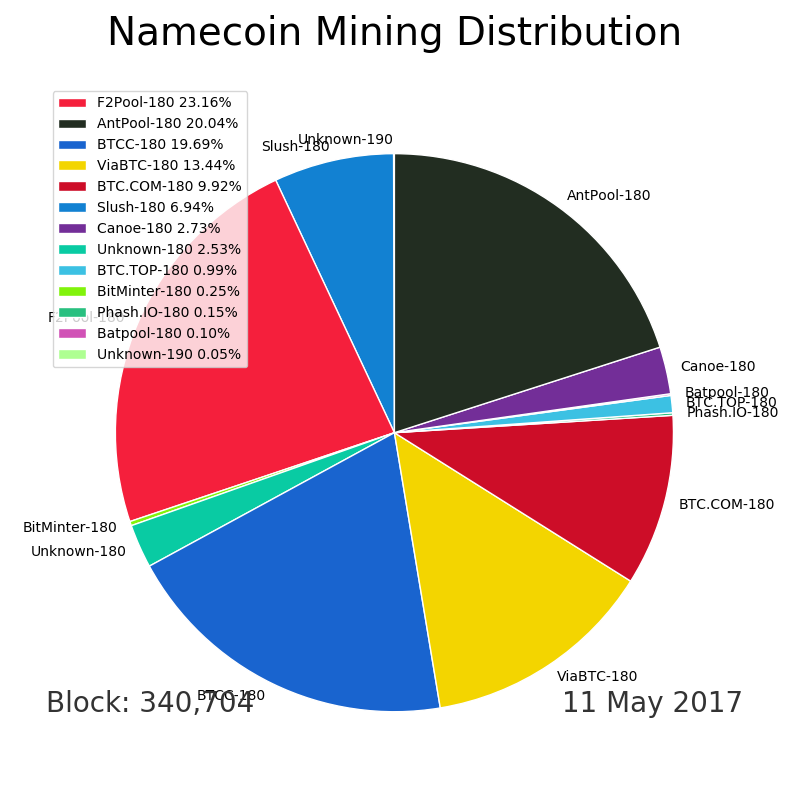 Namecoin Mining Distribution
F2Pool-180 23.16%
AntPool-180 20.04%
BTCC-180 19.69%
ViaBTC-180 13.44%
BTC.COM-180 9.92%
Slush-180 6.94%
Canoe-180 2.73%
Unknown-180 2.53%
BTC.TOP-180 0.99%
BitMinter-180 0.25%
Phash.IO-180 0.15%
Batpool-180 0.10%
Unknown-190 0.05%
Unknown-190
Slush-180
AntPool-180
F2Pool-180
Canoe-180
Batpool-180
BTC.TOP-180
Phash.IO-180
BTC.COM-180
BitMinter-180
Unknown-180
ViaBTC-180
BTCC-180
Block: 340,704
11 May 2017